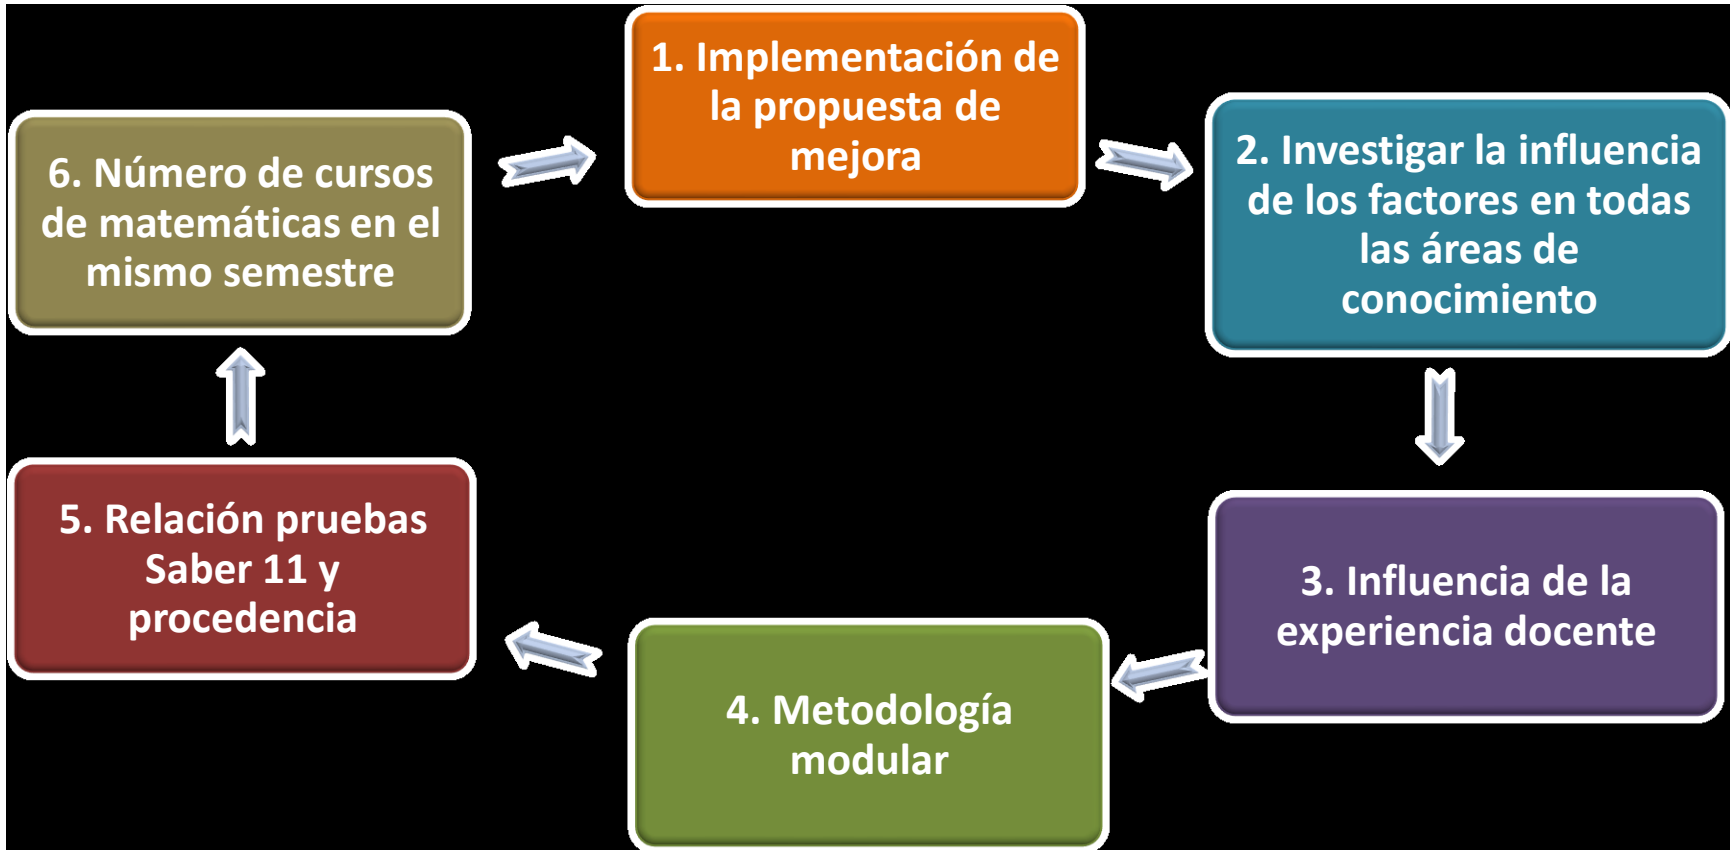 1. Implementación de
la propuesta de
mejora
2. Investigar la influencia
de los factores en todas
las áreas de
conocimiento
3. Influencia de la
experiencia docente
4. Metodología
modular
5. Relación pruebas
Saber 11 y
procedencia
6. Número de cursos
de matemáticas en el
mismo semestre